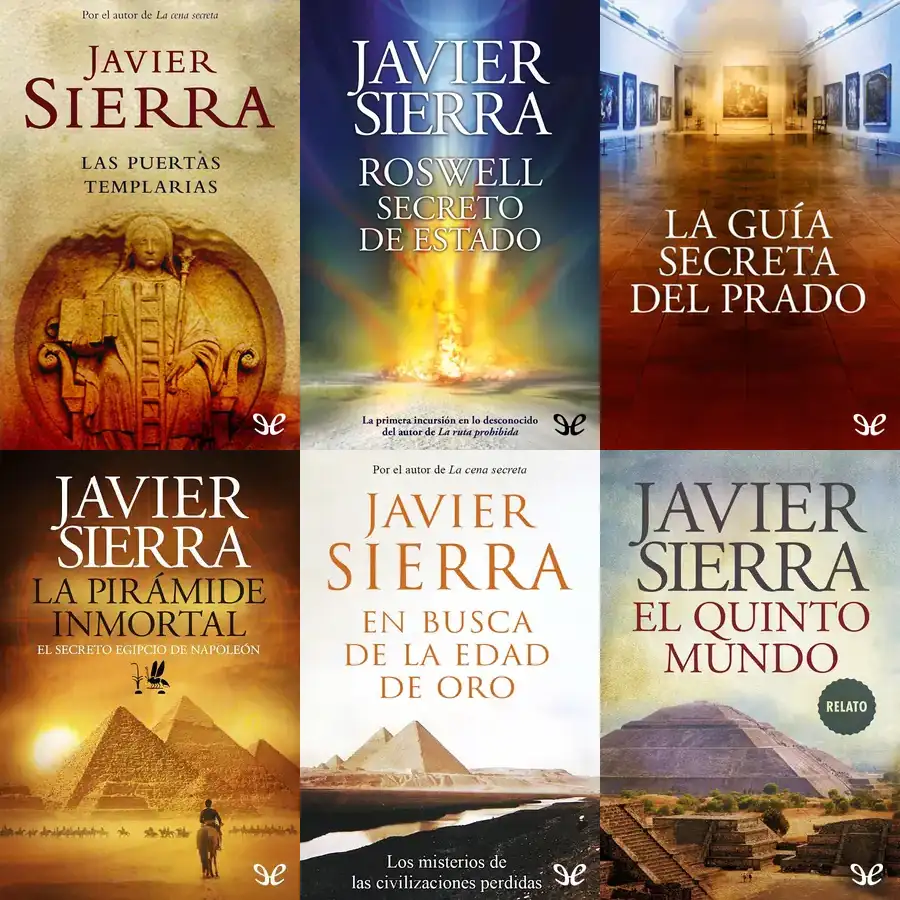 Por el autor de La cena secreta
JAVIER
SIERRA
LAS PUERTAS
TEMPLARIAS
JAVIER
SIERRA
ROSWELL
SECRETO
DE ESTADO
La primera incursión en lo desconocido
del autor de La ruta prohibida
LA GUÍA
SECRETA
DEL PRADO
JAVIER
SIERRA
LA PIRÁMIDE
INMORTAL
EL SECRETO EGIPCIO DE NAPOLEÓN
Por el autor de La cena secreta
JAVIER
SIERRA
EN BUSCA
DE LA EDAD
DE ORO
Los misterios de
las civilizaciones perdidas
JAVIER
SIERRA
EL QUINTO
MUNDO
RELATO